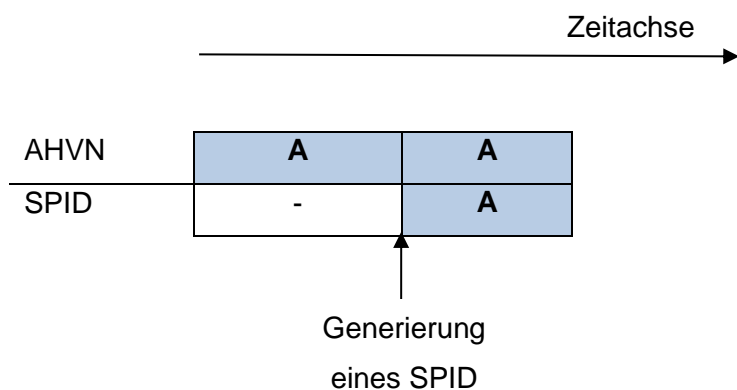 Zeitachse
AHVN A A
SPID - A
Generierung
eines SPID